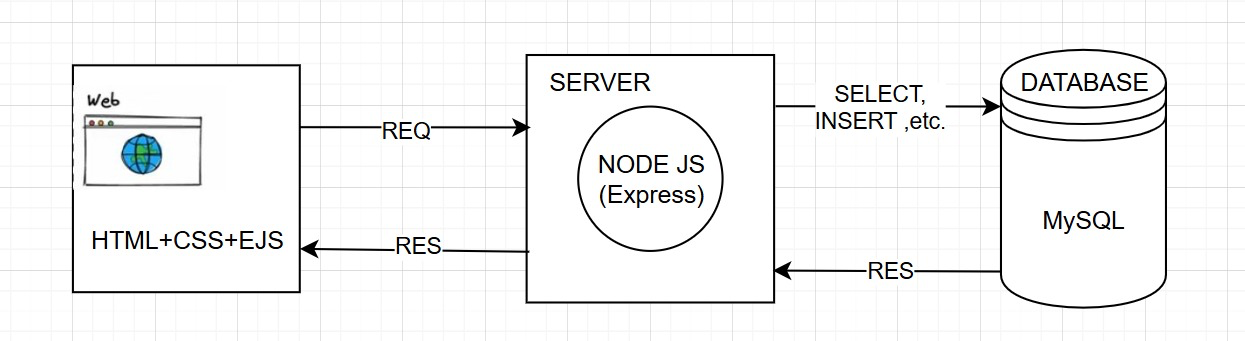 Web
HTML+CSS+EJS
REQ
RES
SERVER
NODE JS
(Express)
SELECT,
INSERT ,etc.
RES
DATABASE
MySQL